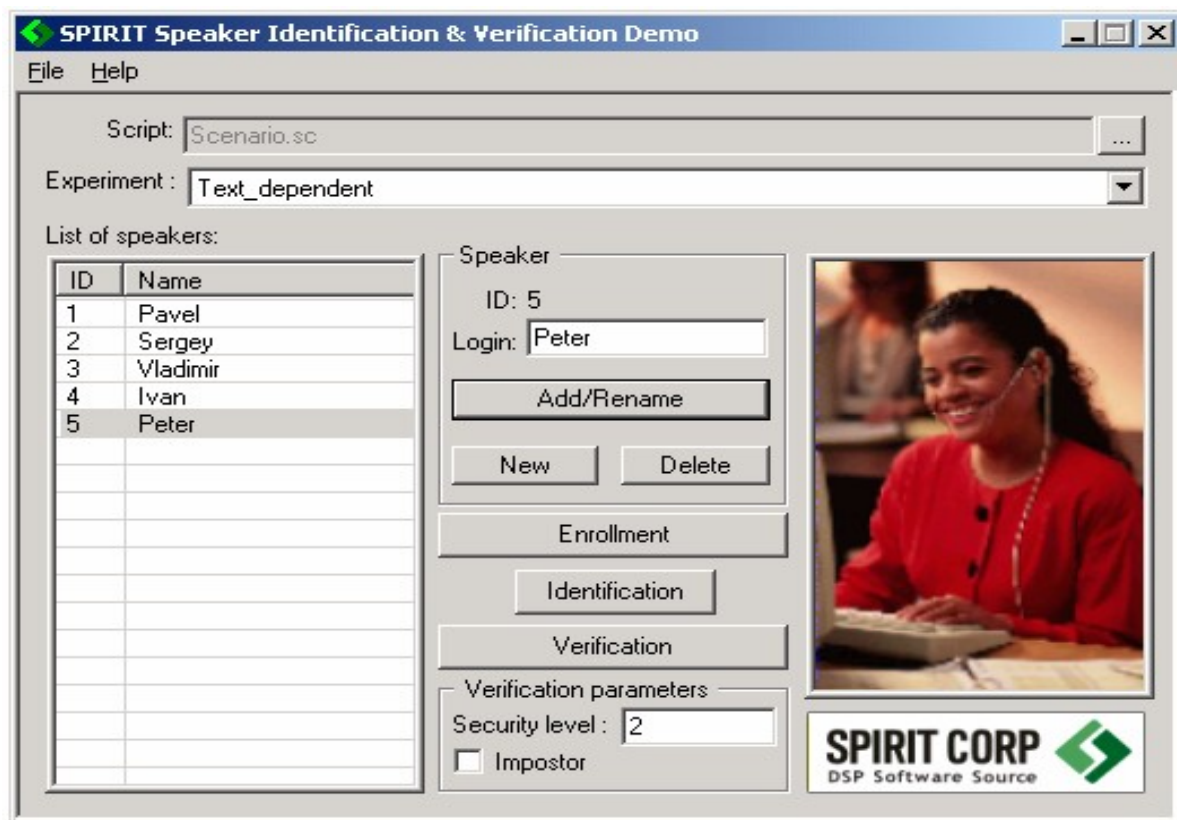 SPIRIT Speaker Identification & Verification Demo
File Help
Script: Scenario.sc ...
Experiment : Text_dependent
List of speakers:
ID Name
1 Pavel
2 Sergey
3 Vladimir
4 Ivan
5 Peter
Speaker
ID: 5
Login: Peter
Add/Rename
New Delete
Enrollment
Identification
Verification
Verification parameters
Security level : 2
Impostor
SPIRIT CORP
DSP Software Source